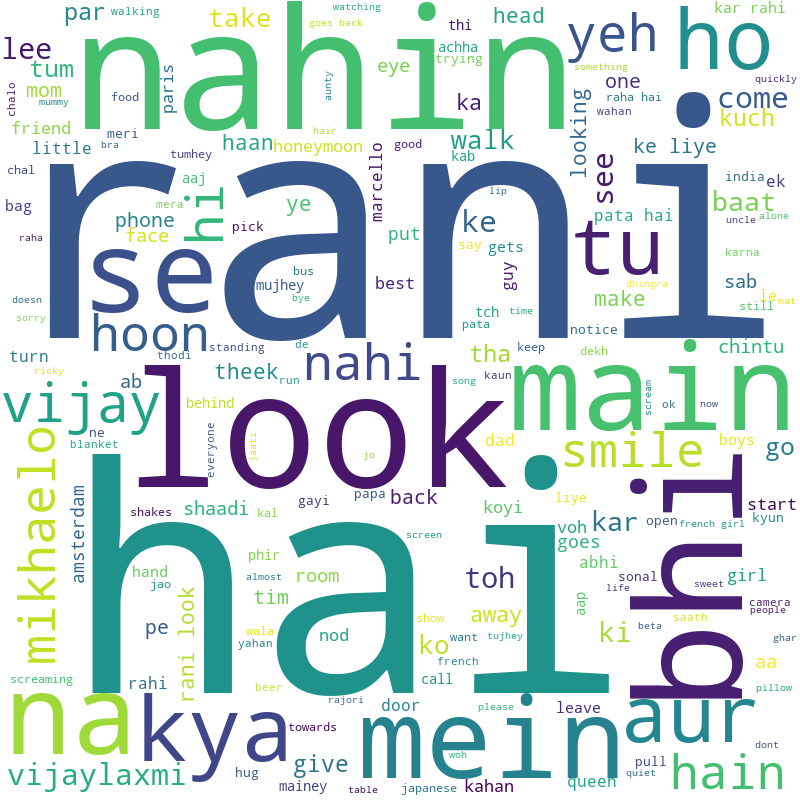 par walking
take
watching
goes back
head
thi
yeh
ho
kar rahi
lee
nahin
tum
mom
mummy
chalo
food
paris
aunty
eye
achha
trying
ka
something
quickly
raha hai
one
wahan
come
kuch
friend
meri
bra
little
haan
hair
honeymoon
good
walk
kab
looking
ke liye
see
chal
tumhey
aaj
mera
hi
marcello
lip
india
ek
bag
rani
baat
phone
face
ye
pick
put
ke
say
gets
guy
tu
pata hai
uncle
alone
raha
se
bus
mujhey
bye
best
tch
pata
time
make
dhingra
karna
sab
still
le
mat
doesn
sorry
hoon
thodi
standing
de
nahi
keep
notice
dekh
turn
ricky
ab
theek
run
tha
song
kaun
main
chintu
vijay
look
behind
scream
ok
now
ne
blanket
everyone
jaati
jo
dad
smile
boys
go
mikhaelo
amsterdam
shakes
shaadi
kal
gayi
papa
back
koyi
liye
voh
goes
kar
bhi
open
french girl
start
kyun
hai
screen
phir
hand
jao
almost
room
tim
toh
abhi
sonal
life
sweet
girl
camera
people
pe
rani look
wala
yahan
nod
show
ko
want
away
tujhey
french
aap
ki
beta
saath
aa
ghar
screaming
rahi
beer
rajori
call
door
please
leave
pillow
na
kya
towards
mein
aur
dont
vijaylaxmi
hug
give
mainey
table
woh
japanese
kahan
queen
pull
quiet
hain